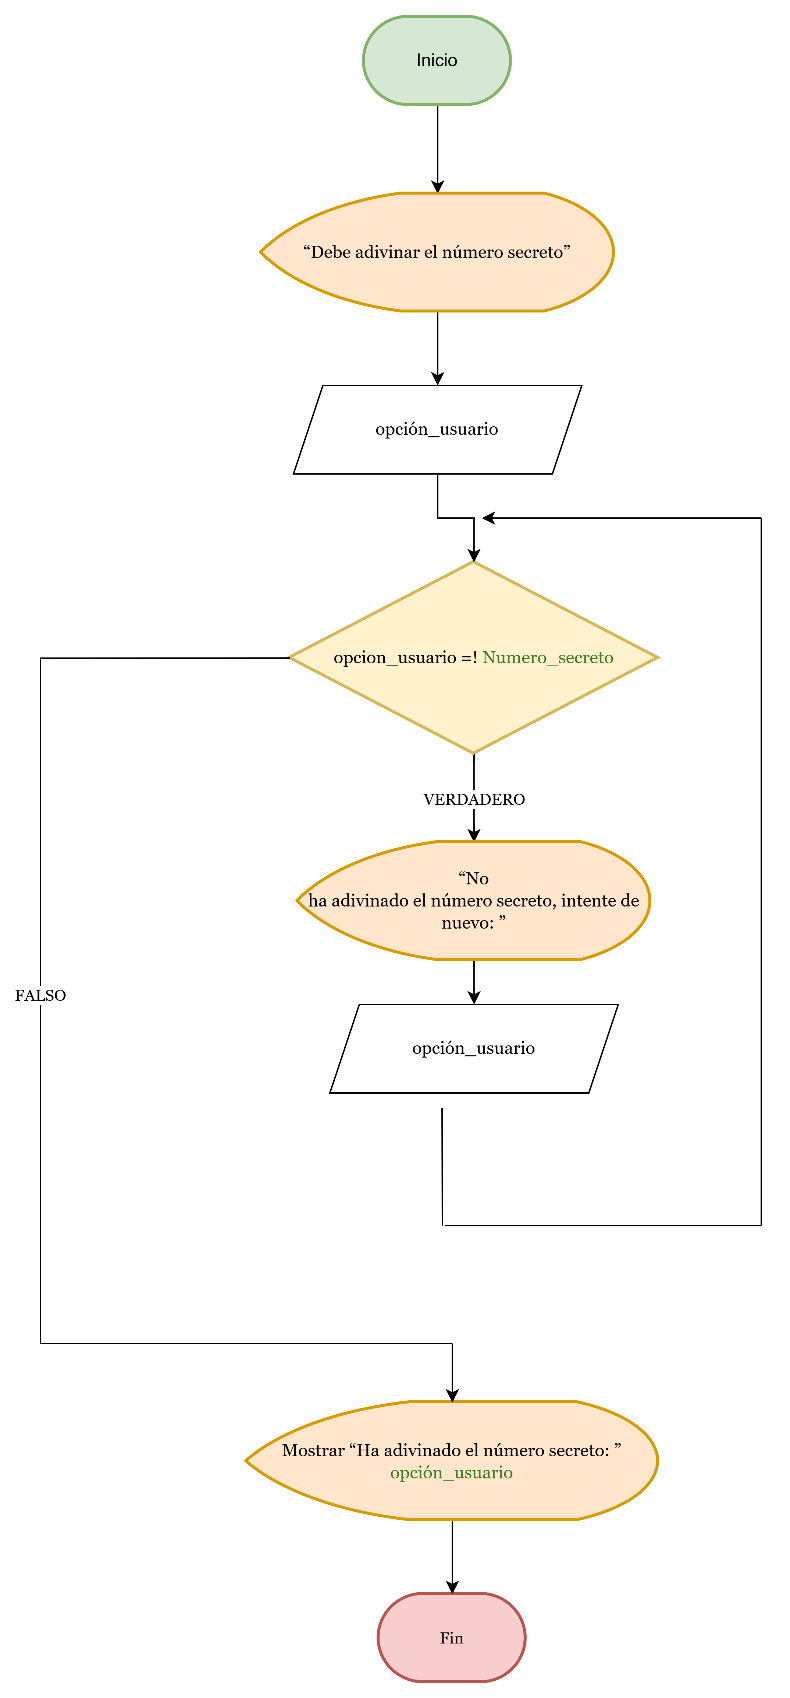 Inicio
“Debe adivinar el número secreto”
opción_usuario
opcion_usuario =! Numero_secreto
VERDADERO
“No
ha adivinado el número secreto, intente de
nuevo: ”
FALSO
opción_usuario
Mostrar “Ha adivinado el número secreto: ”
opción_usuario
Fin